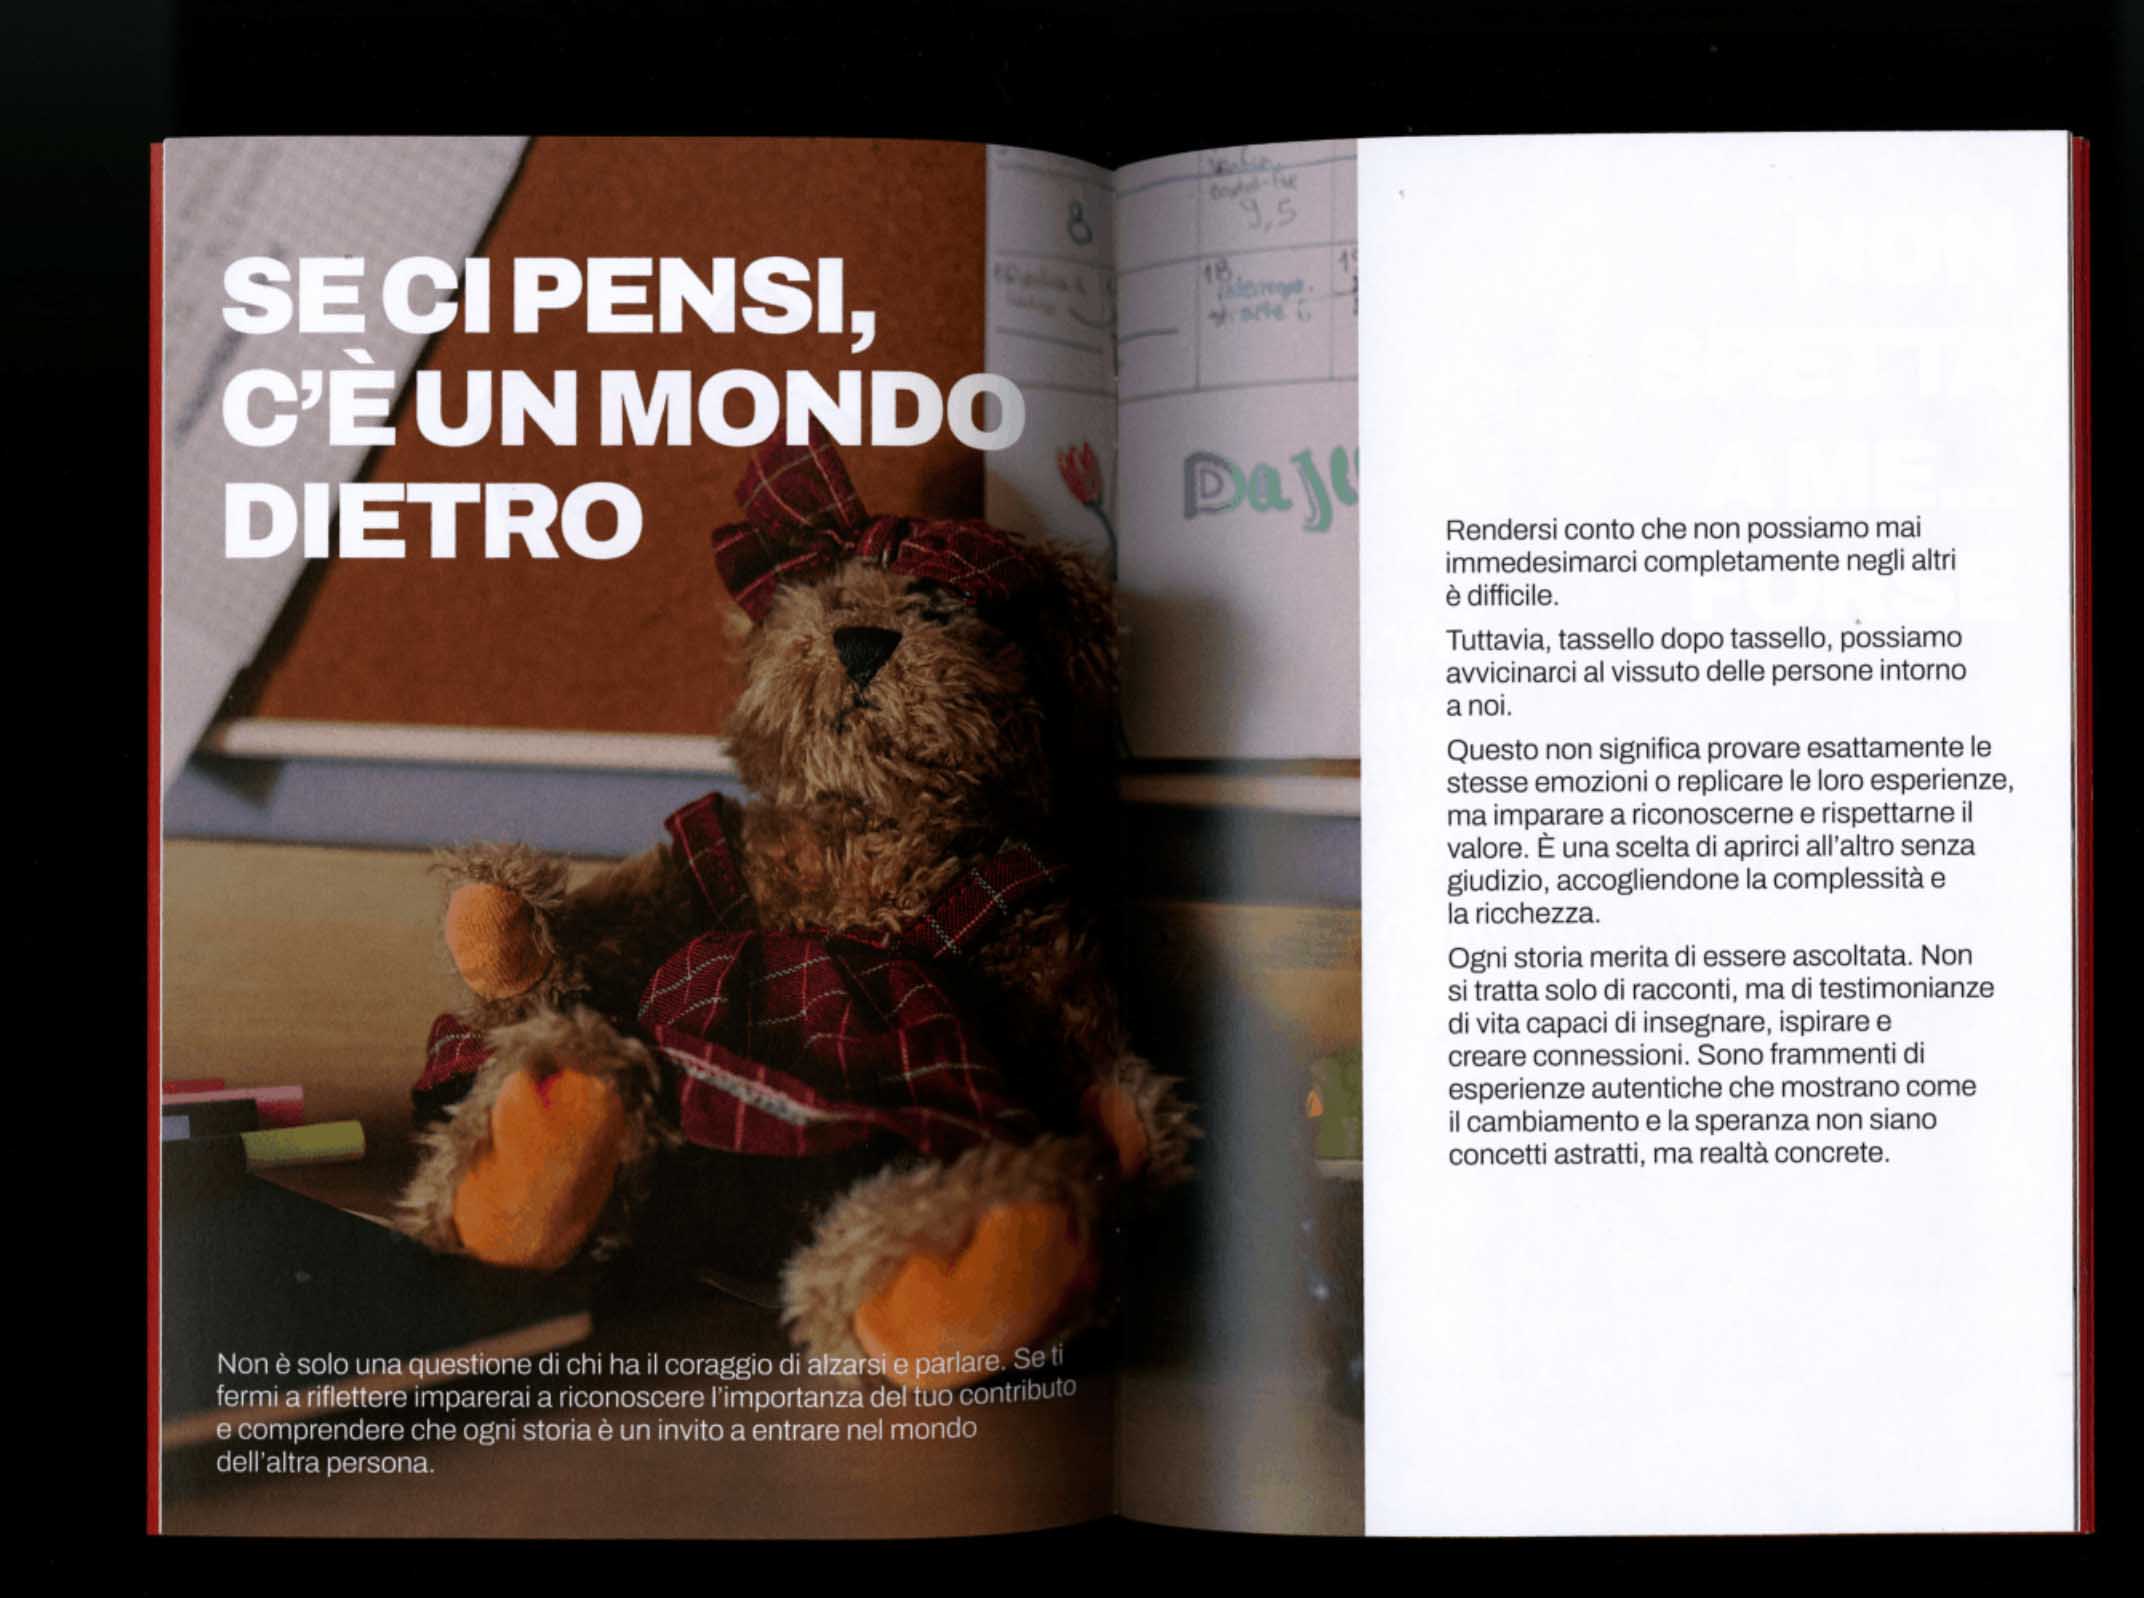 SE CI PENSI,
C'È UN MONDO
DIETRO
8
9,5
18
Daje
Non è solo una questione di chi ha il coraggio di alzarsi e parlare. Se ti
fermi a riflettere imparerai a riconoscere l'importanza del tuo contributo
e comprendere che ogni storia è un invito a entrare nel mondo
dell'altra persona.
Rendersi conto che non possiamo mai
immedesimarci completamente negli altri
è difficile.
Tuttavia, tassello dopo tassello, possiamo
avvicinarci al vissuto delle persone intorno
a noi.
Questo non significa provare esattamente le
stesse emozioni o replicare le loro esperienze,
ma imparare a riconoscerne e rispettarne il
valore. È una scelta di aprirci all'altro senza
giudizio, accogliendone la complessità e
la ricchezza.
Ogni storia merita di essere ascoltata. Non
si tratta solo di racconti, ma di testimonianze
di vita capaci di insegnare, ispirare e
creare connessioni. Sono frammenti di
esperienze autentiche che mostrano come
il cambiamento e la speranza non siano
concetti astratti, ma realtà concrete.